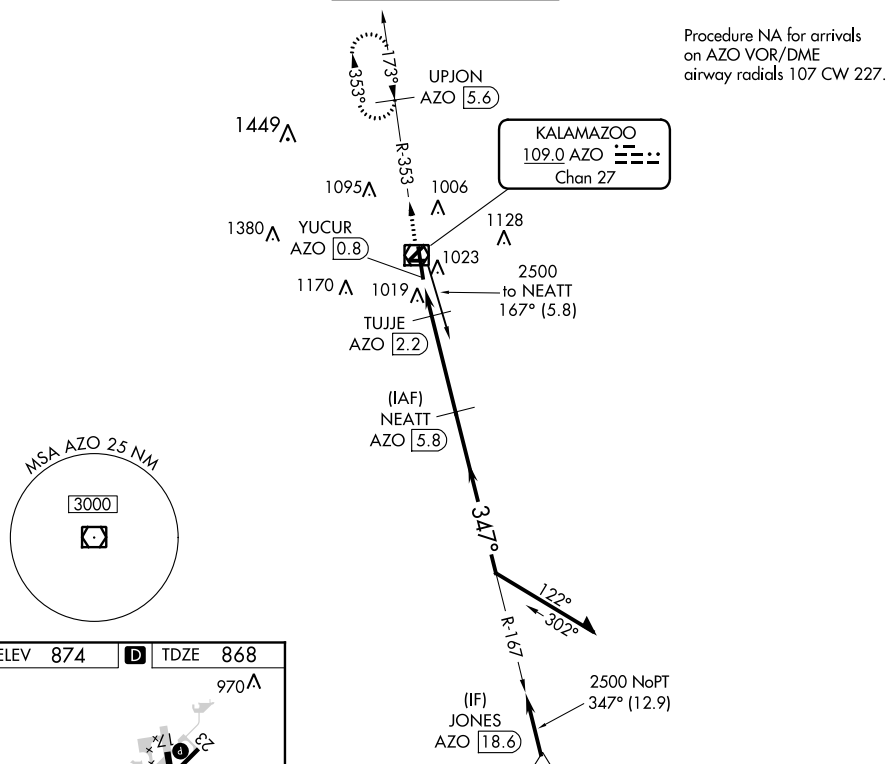 Procedure NA for arrivals
on AZO VOR/DME
airway radials 107 CW 227.
173°
353°
UPJON
AZO 5.6
1449
R-353
KALAMAZOO
109.0 AZO
Chan 27
1095
1006
1380
YUCUR
AZO 0.8
1128
1023
1170
1019
2500
to NEATT
167° (5.8)
TUJJE
AZO 2.2
(IAF)
NEATT
AZO 5.8
MSA AZO 25 NM
3000
347°
122°
302°
R-167
2500 NoPT
347° (12.9)
(IF)
JONES
AZO 18.6
ELEV 874 D TDZE 868
970
17
23
P